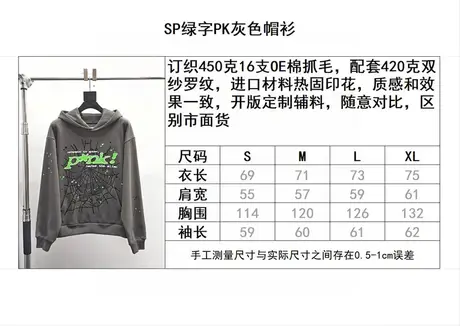 SP绿字PK灰色帽衫
订织450克16支OE棉抓毛，配套420克双
纱罗纹，进口材料热固印花，质感和效
果一致，开版定制辅料，随意对比，区
别市面货
p*nk!
尺码 S M L XL
衣长 69 71 73 75
肩宽 55 57 59 61
胸围 114 120 126 132
袖长 59 60 61 62
手工测量尺寸与实际尺寸之间存在0.5-1cm误差